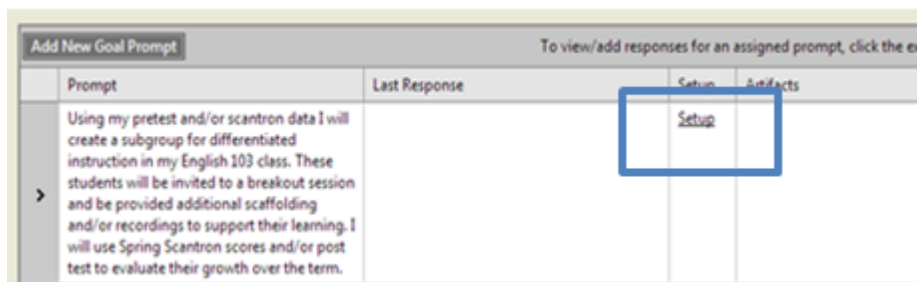 Add New Goal Prompt
To view/add responses for an assigned prompt, click the
Prompt
Last Response
Setup
Artifacts
Using my pretest and/or scantron data I will
create a subgroup for differentiated
instruction in my English 103 class. These
students will be invited to a breakout session
and be provided additional scaffolding
and/or recordings to support their learning. I
will use Spring Scantron scores and/or post
test to evaluate their growth over the term.
Setup